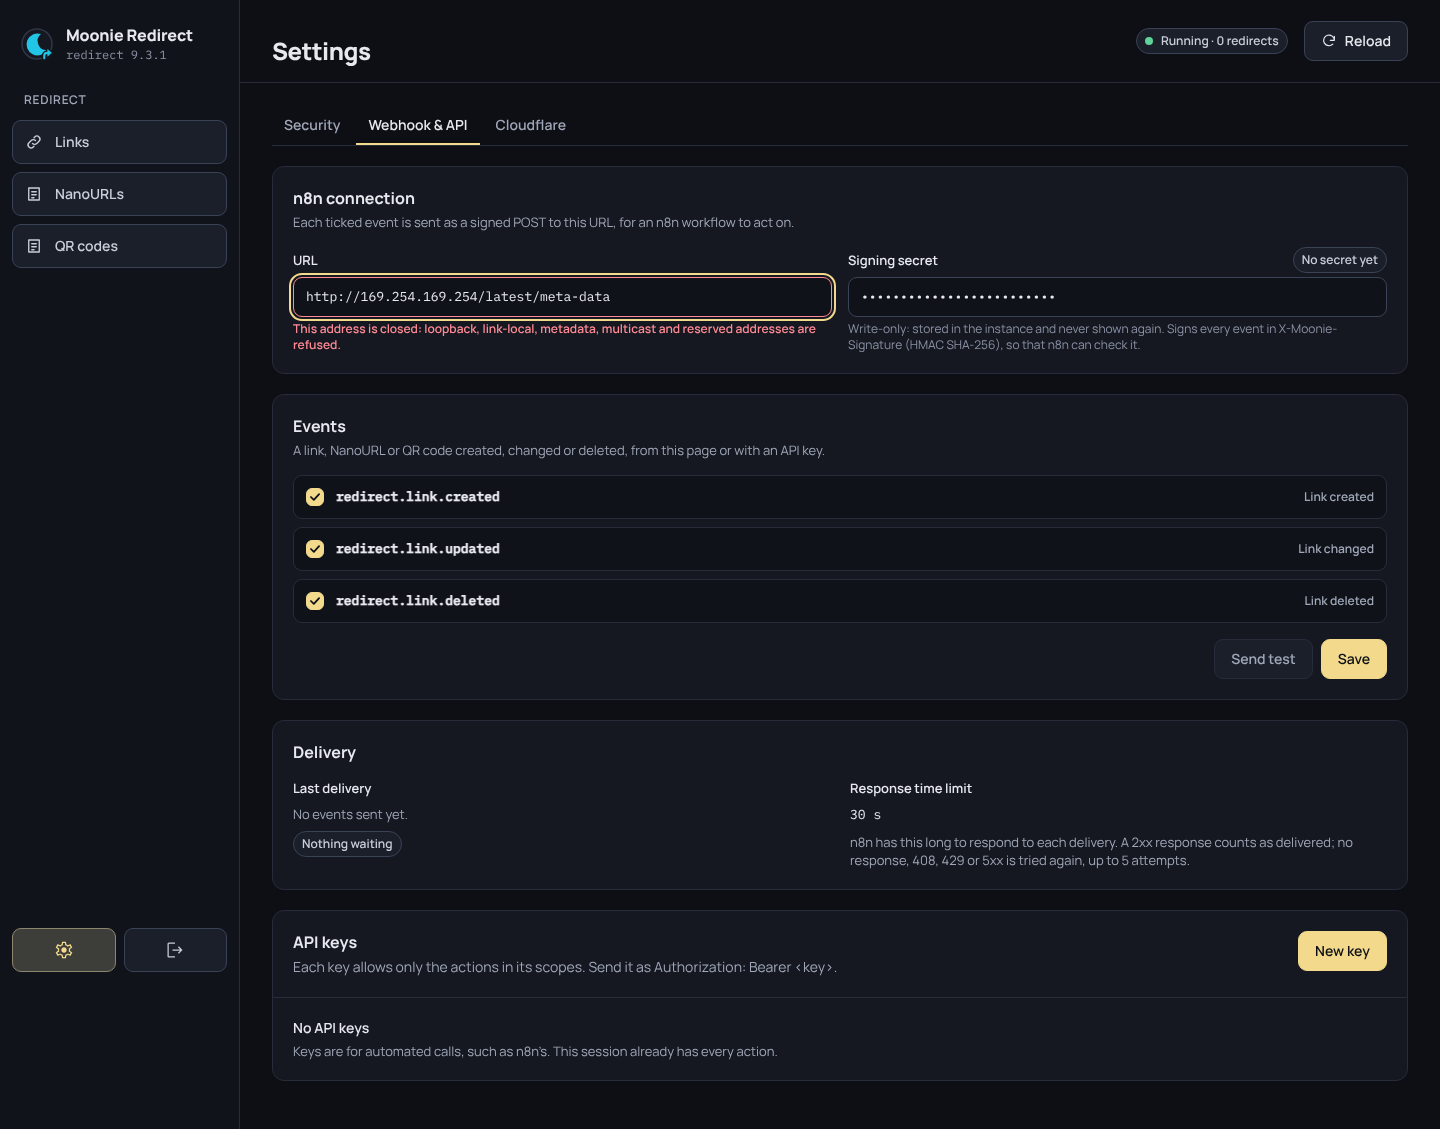 Moonie Redirect
redirect 9.3.1
REDIRECT
Links
NanoURLs
QR codes
Settings
Running · 0 redirects
Reload
Security
Webhook & API
Cloudflare
n8n connection
Each ticked event is sent as a signed POST to this URL, for an n8n workflow to act on.
URL
http://169.254.169.254/latest/meta-data
This address is closed: loopback, link-local, metadata, multicast and reserved addresses are
refused.
Signing secret
No secret yet
•••••••••••••••••••••••••
Write-only: stored in the instance and never shown again. Signs every event in X-Moonie-
Signature (HMAC SHA-256), so that n8n can check it.
Events
A link, NanoURL or QR code created, changed or deleted, from this page or with an API key.
redirect.link.created
Link created
redirect.link.updated
Link changed
redirect.link.deleted
Link deleted
Send test
Save
Delivery
Last delivery
No events sent yet.
Nothing waiting
Response time limit
30 s
n8n has this long to respond to each delivery. A 2xx response counts as delivered; no
response, 408, 429 or 5xx is tried again, up to 5 attempts.
API keys
Each key allows only the actions in its scopes. Send it as Authorization: Bearer <key>.
New key
No API keys
Keys are for automated calls, such as n8n's. This session already has every action.